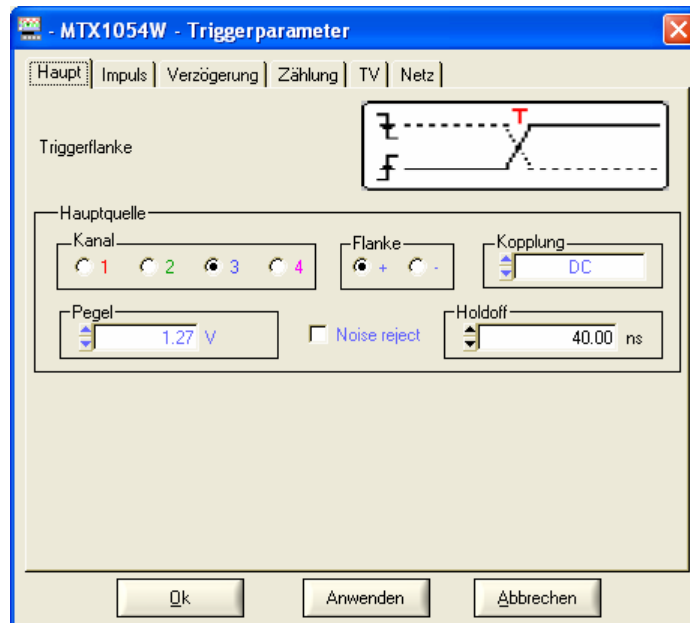 - MTX1054W - Triggerparameter
Haupt Impuls Verzögerung Zählung TV Netz
T
Triggerflanke
Hauptquelle
Kanal Flanke Kopplung
1 2 3 4 + - DC
Pegel Holdoff
1.27 V Noise reject 40.00 ns
Ok Anwenden Abbrechen